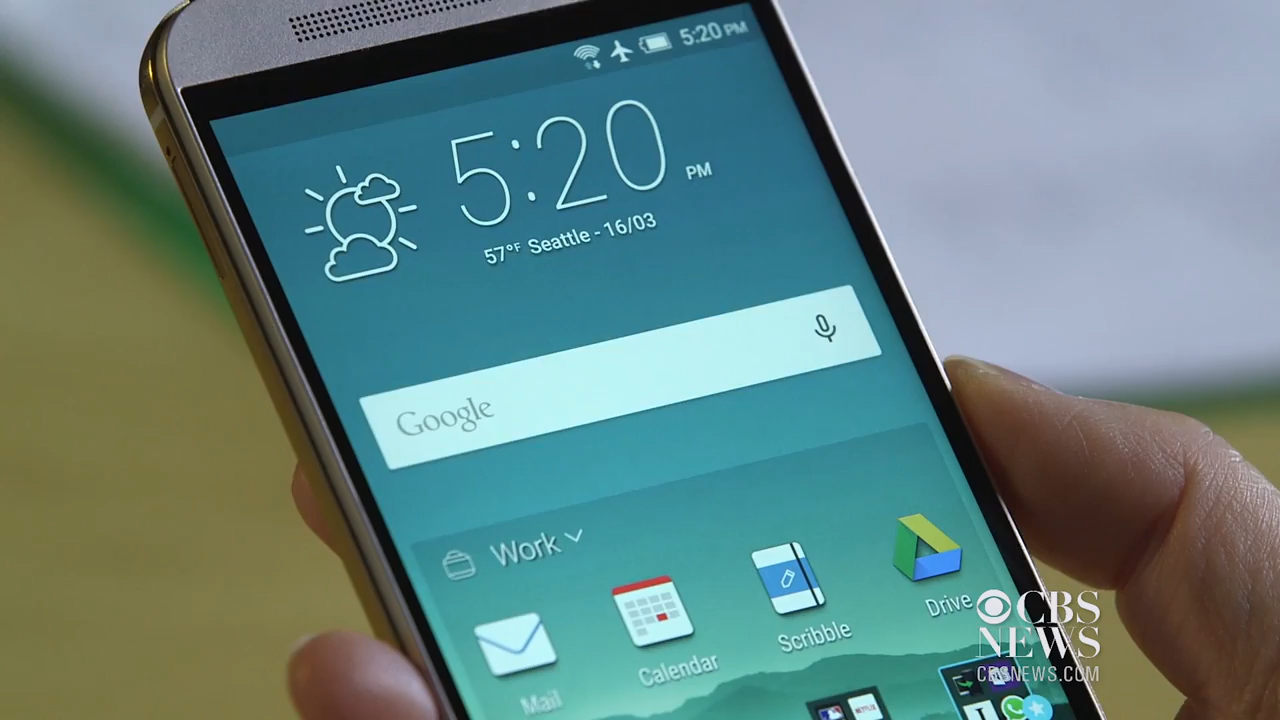 5:20 PM
5:20 PM
57°F Seattle - 16/03
Google
Work
Drive
Scribble
Calendar
Mail
NETFLIX
CBS
NEWS
CBSNEWS.COM